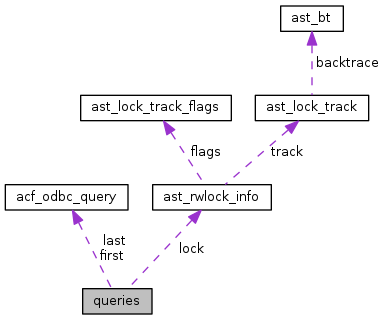 ast_bt
backtrace
ast_lock_track_flags
ast_lock_track
flags
track
acf_odbc_query
ast_rwlock_info
last
first
lock
queries